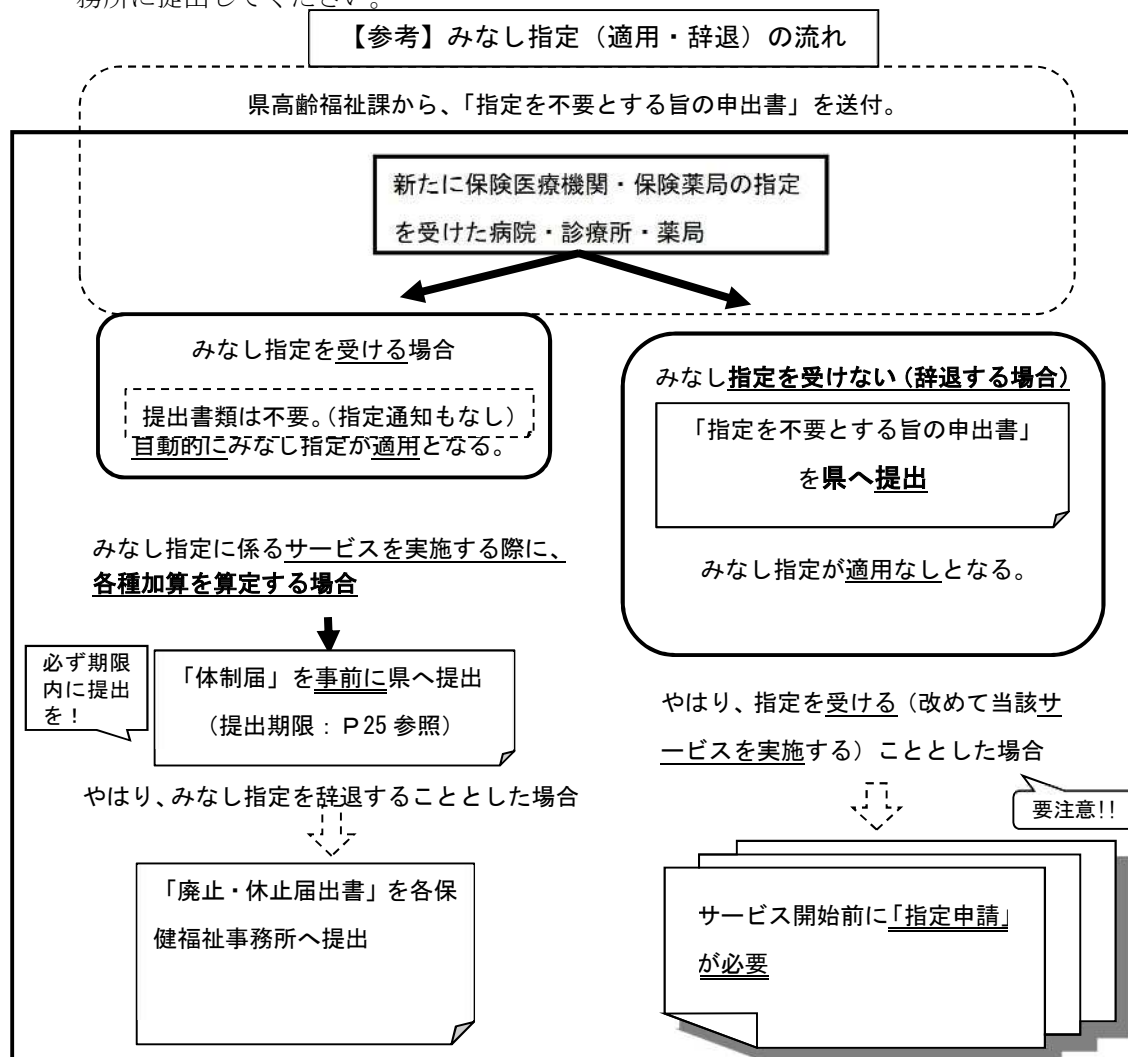 務所に提出してください。
【参考】みなし指定（適用・辞退）の流れ
県高齢福祉課から、「指定を不要とする旨の申出書」を送付。
新たに保険医療機関・保険薬局の指定
を受けた病院・診療所・薬局
みなし指定を受ける場合
提出書類は不要。（指定通知もなし）
自動的にみなし指定が適用となる。
みなし指定に係るサービスを実施する際に、
各種加算を算定する場合
必ず期限
内に提出
を！
「体制届」を事前に県へ提出
（提出期限：Ｐ25 参照）
やはり、みなし指定を辞退することとした場合
「廃止・休止届出書」を各保
健福祉事務所へ提出
みなし指定を受けない（辞退する場合）
「指定を不要とする旨の申出書」
を県へ提出
みなし指定が適用なしとなる。
やはり、指定を受ける（改めて当該サ
ービスを実施する）こととした場合
要注意!!
サービス開始前に「指定申請」
が必要